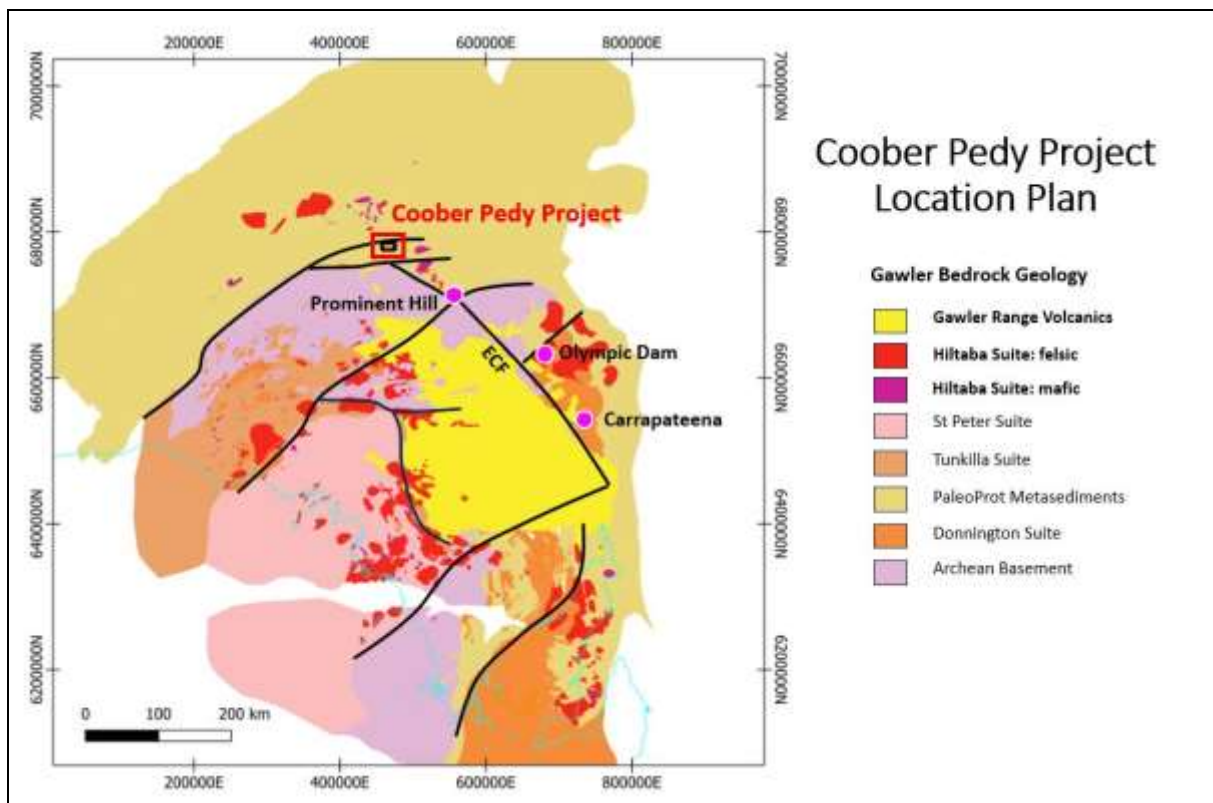 200000E 400000E 600000E 800000E
7000000N
7000000N
6800000N
6800000N
6600000N
6600000N
6400000N
6400000N
6200000N
6200000N
Coober Pedy Project
Prominent Hill
Olympic Dam
ECF
Carrapateena
0 100 200 km
200000E 400000E 600000E 800000E
Coober Pedy Project
Location Plan
Gawler Bedrock Geology
Gawler Range Volcanics
Hiltaba Suite: felsic
Hiltaba Suite: mafic
St Peter Suite
Tunkilla Suite
PaleoProt Metasediments
Donnington Suite
Archean Basement